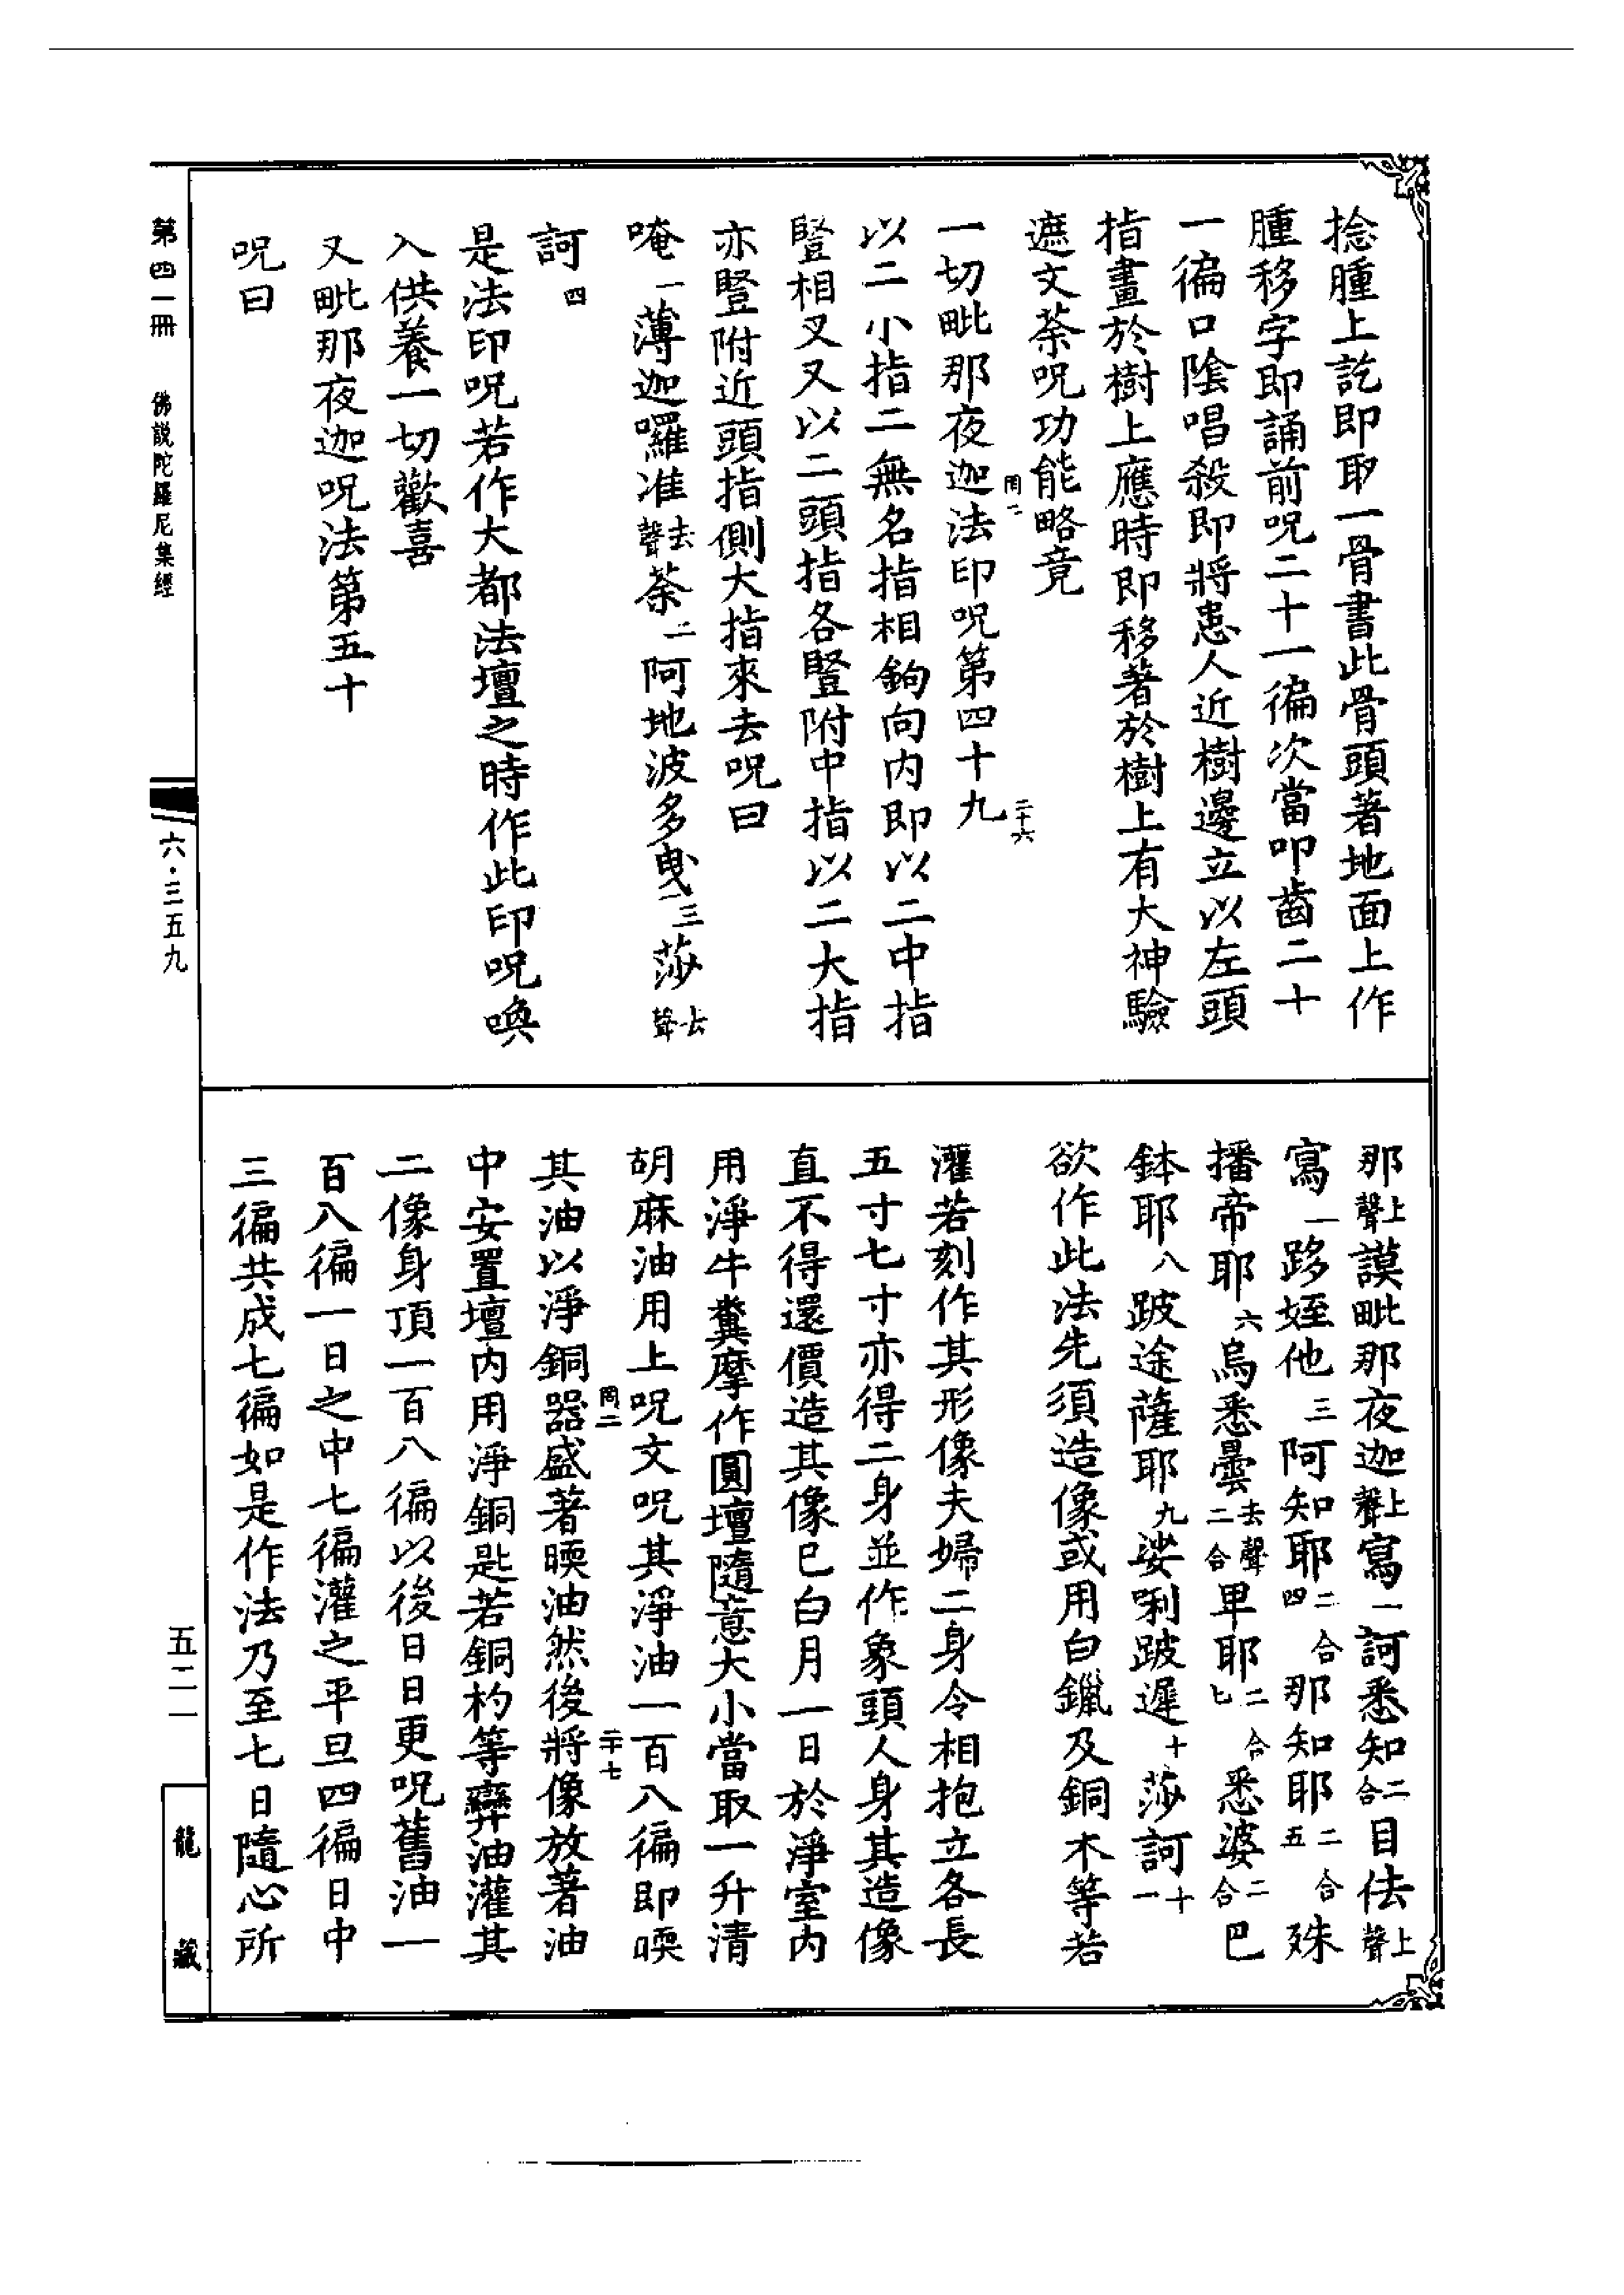 捻腫上訖即取一骨書此骨頭著地面上作
腫移字即誦前呪二十一徧次當叩齒二十
一徧口陰唱殺即將患人近樹邊立以左頭
指畫於樹上應時即移著於樹上有大神驗
遮文荼呪功能略竟
罔二
二十六
一切毗那夜迦法印呪第四十九
以二小指二無名指相鉤向内即以二中指
豎相叉又以二頭指各豎附中指以二大指
亦豎附近頭指側大指來去呪曰
唵一薄迦囉准去聲荼二阿地波多曳三莎去聲
訶四
是法印呪若作大都法壇之時作此印呪喚
入供養一切歡喜
又毗那夜迦呪法第五十
呪曰
第四一冊 佛說陀羅尼集經
六·三五九
那上聲謨毗那夜迦上聲寫一訶悉知二合目佉上聲
寫一跢姪他三阿知耶二合四那知耶二合五殊
播帝耶六烏悉曇去聲二合卑耶二合七悉婆二合巴
鉢耶八跛途薩耶九娑唎跛遲十莎訶十一
欲作此法先須造像或用白鑞及銅木等若
灌若刻作其形像夫婦二身令相抱立各長
五寸七寸亦得二身並作象頭人身其造像
直不得還價造其像已白月一日於淨室内
用淨牛糞摩作圓壇隨意大小當取一升清
胡麻油用上呪文呪其淨油一百八徧即㬉
罔二
二十七
其油以淨銅器盛著㬉油然後將像放著油
中安置壇内用淨銅匙若銅杓等㪺油灌其
二像身頂一百八徧以後日日更呪舊油一
百八徧一日之中七徧灌之平旦四徧日中
三徧共成七徧如是作法乃至七日隨心所
五二一
龍藏